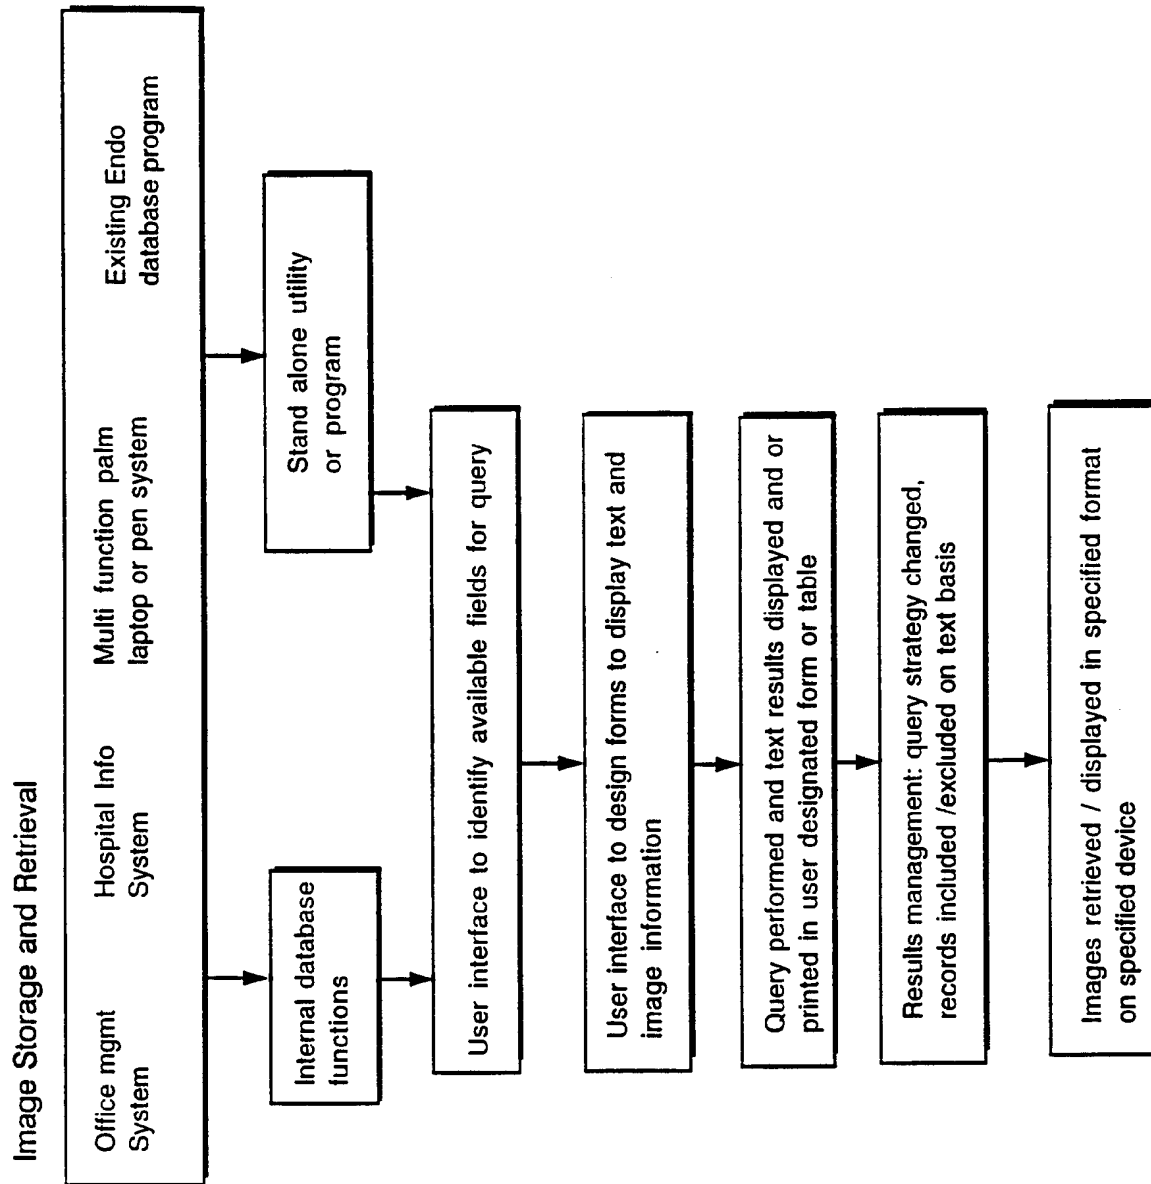 Image Storage and Retrieval
Office mgmt
System
Hospital Info
System
Multi function palm
laptop or pen system
Existing Endo
database program
Internal database
functions
Stand alone utility
or program
User interface to identify available fields for query
User interface to design forms to display text and
image information
Query performed and text results displayed and or
printed in user designated form or table
Results management: query strategy changed,
records included /excluded on text basis
Images retrieved / displayed in specified format
on specified device